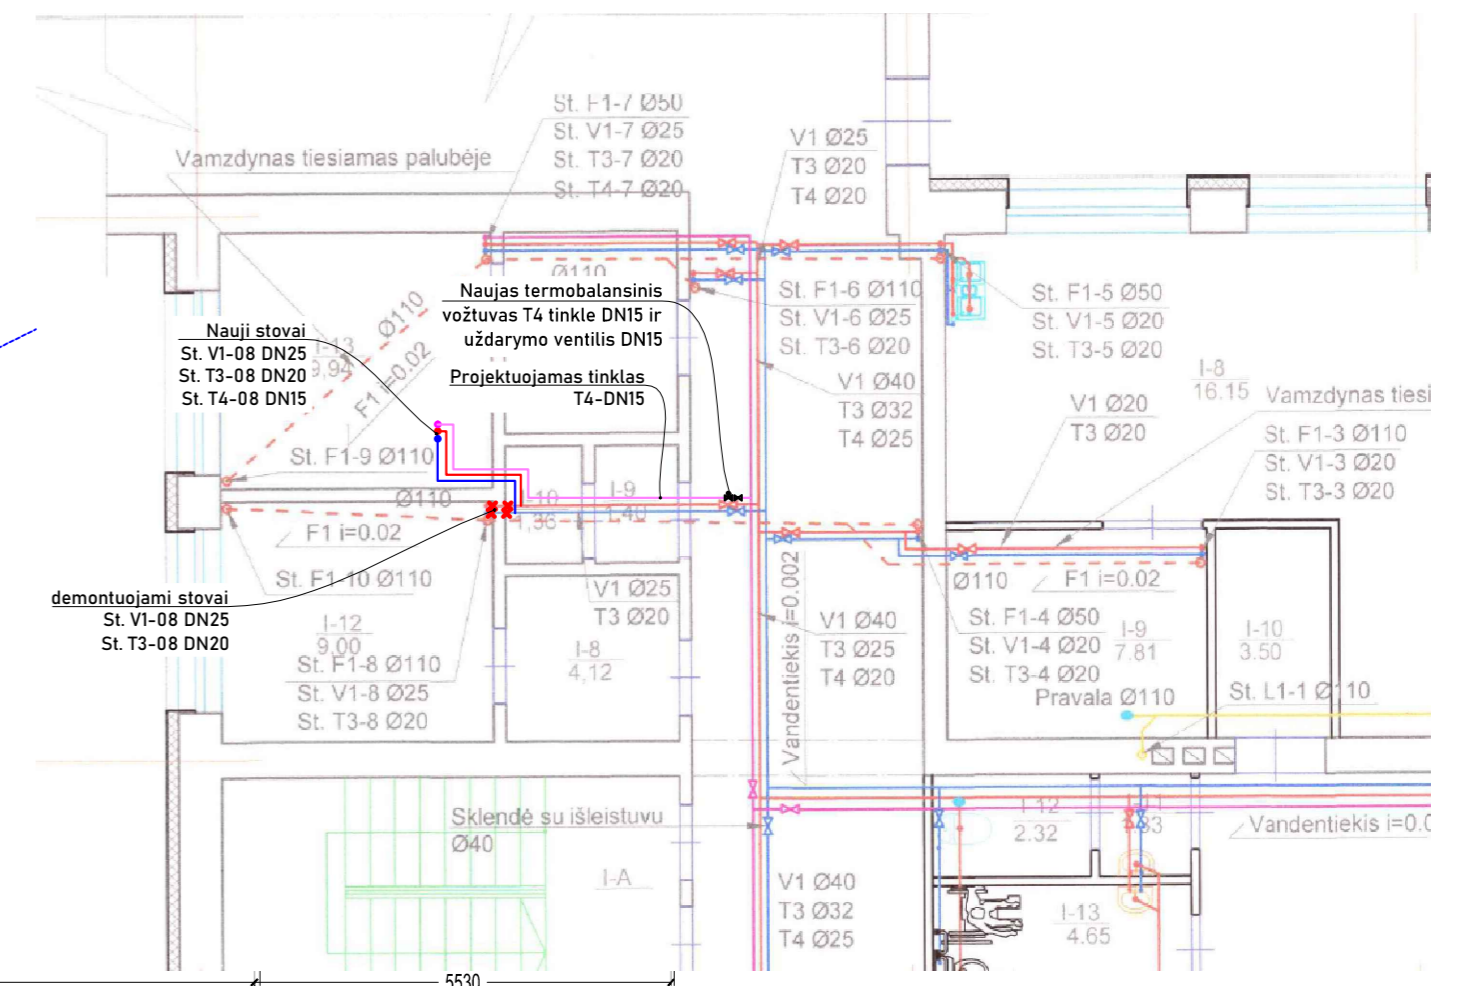 St. F1-7 Ø50
St. V1-7 Ø25
St. T3-7 Ø20
St. T4-7 Ø20
Vamzdynas tiesiamas palubėje
V1 Ø25
T3 Ø20
T4 Ø20
Ø110
Naujas termobalansinis
vožtuvas T4 tinkle DN15 ir
uždarymo ventilis DN15
St. F1-6 Ø110
St. V1-6 Ø25
St. T3-6 Ø20
St. F1-5 Ø50
St. V1-5 Ø20
St. T3-5 Ø20
Ø110
Nauji stovai
St. V1-08 DN25
St. T3-08 DN20
St. T4-08 DN15
I-13
9,94
F1 i=0.02
Projektuojamas tinklas
T4-DN15
V1 Ø40
T3 Ø32
T4 Ø25
I-8
16.15
Vamzdynas tiesi
V1 Ø20
T3 Ø20
St. F1-3 Ø110
St. V1-3 Ø20
St. T3-3 Ø20
St. F1-9 Ø110
Ø110
I-10
1,36
I-9
1,40
F1 i=0.02
St. F1-10 Ø110
V1 Ø25
T3 Ø20
Vandentiekis i=0.002
Ø110
F1 i=0.02
demontuojami stovai
St. V1-08 DN25
St. T3-08 DN20
I-12
9.00
St. F1-8 Ø110
St. V1-8 Ø25
St. T3-8 Ø20
I-8
4,12
V1 Ø40
T3 Ø25
T4 Ø20
St. F1-4 Ø50
St. V1-4 Ø20
St. T3-4 Ø20
I-9
7.81
I-10
3.50
Pravala Ø110
St. L1-1 Ø110
Sklendė su išleistuvu
Ø40
I-12
2.32
Vandentiekis i=0.0
I-A
V1 Ø40
T3 Ø32
T4 Ø25
I-13
4.65
5530